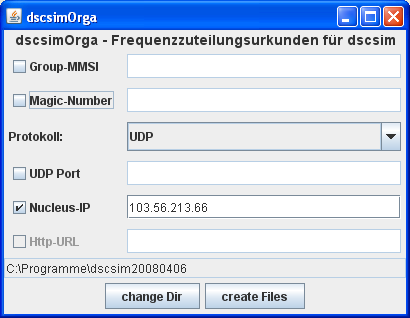 dscsimOrga
dscsimOrga - Frequenzzuteilungsurkunden für dscsim
Group-MMSI
Magic-Number
Protokoll: UDP
UDP Port
Nucleus-IP 103.56.213.66
Http-URL
C:\Programme\dscsim20080406
change Dir create Files